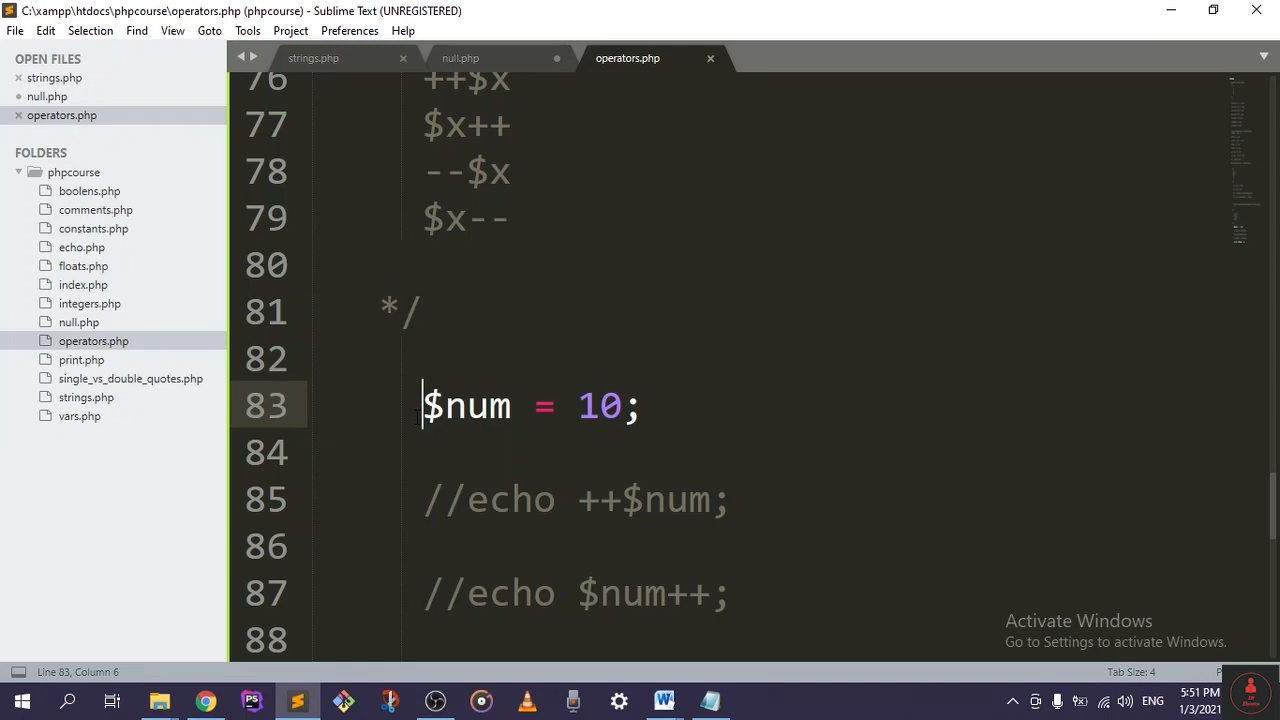 C:\xampp\htdocs\phpcourse\operators.php (phpcourse) - Sublime Text (UNREGISTERED)
File Edit Selection Find View Goto Tools Project Preferences Help
OPEN FILES
strings.php
null.php
operators.php
FOLDERS
phpcourse
boolens.php
comments.php
constants.php
echo.php
floats.php
index.php
integers.php
null.php
operators.php
print.php
single_vs_double_quotes.php
strings.php
vars.php
strings.php null.php operators.php
76 ++$x
77 $x++
78 --$x
79 $x--
80
81 */
82
83 $num = 10;
84
85 //echo ++$num;
86
87 //echo $num++;
88
Activate Windows
Go to Settings to activate Windows.
Line 83, Column 6 Tab Size: 4
ENG
5:51 PM
1/3/2021